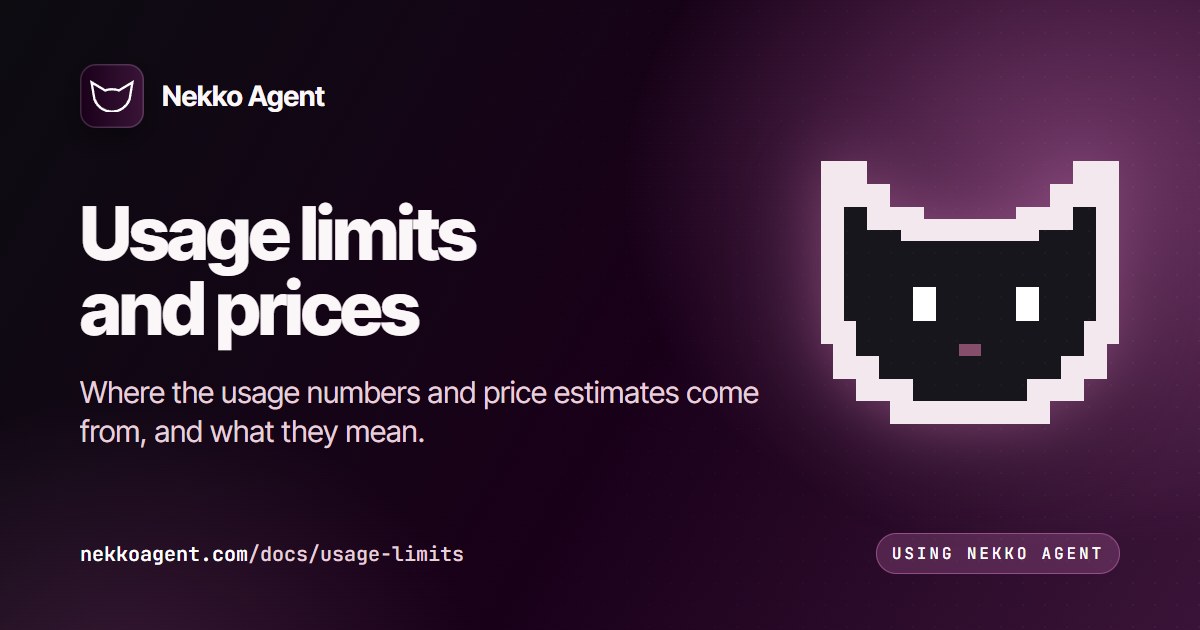 Nekko Agent
Usage limits
and prices
Where the usage numbers and price estimates come
from, and what they mean.
nekkoagent.com/docs/usage-limits
USING NEKKO AGENT